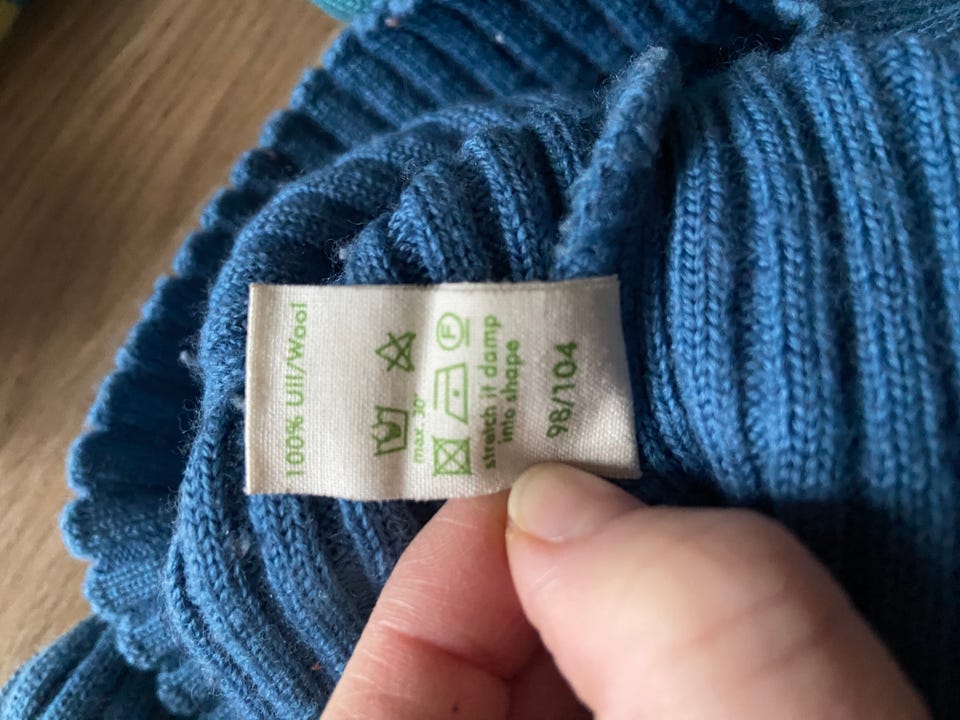 100% Ull/Wool
max. 30°
F
stretch it damp
into shape
98/104